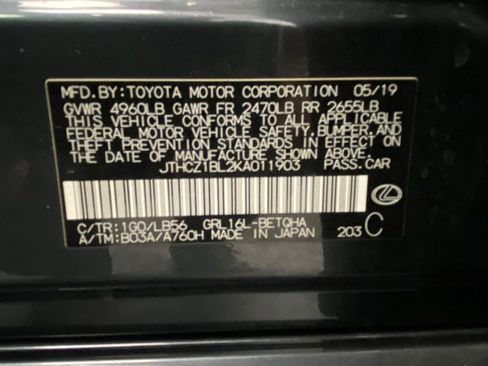 MFD.BY:TOYOTA MOTOR CORPORATION 05/19
GVWR 4960LB GAWR FR 2470LB RR 2655LB
THIS VEHICLE CONFORMS TO ALL APPLICABLE
FEDERAL MOTOR VEHICLE SAFETY, BUMPER, AND
THEFT PREVENTION STANDARDS IN EFFECT ON
THE DATE OF MANUFACTURE SHOWN ABOVE.
JTHCZ1BL2KA011903 PASS.CAR
C/TR:1G0/LB56 GRL16L-BETQHA
A/TM:B03A/A760H MADE IN JAPAN 203 C